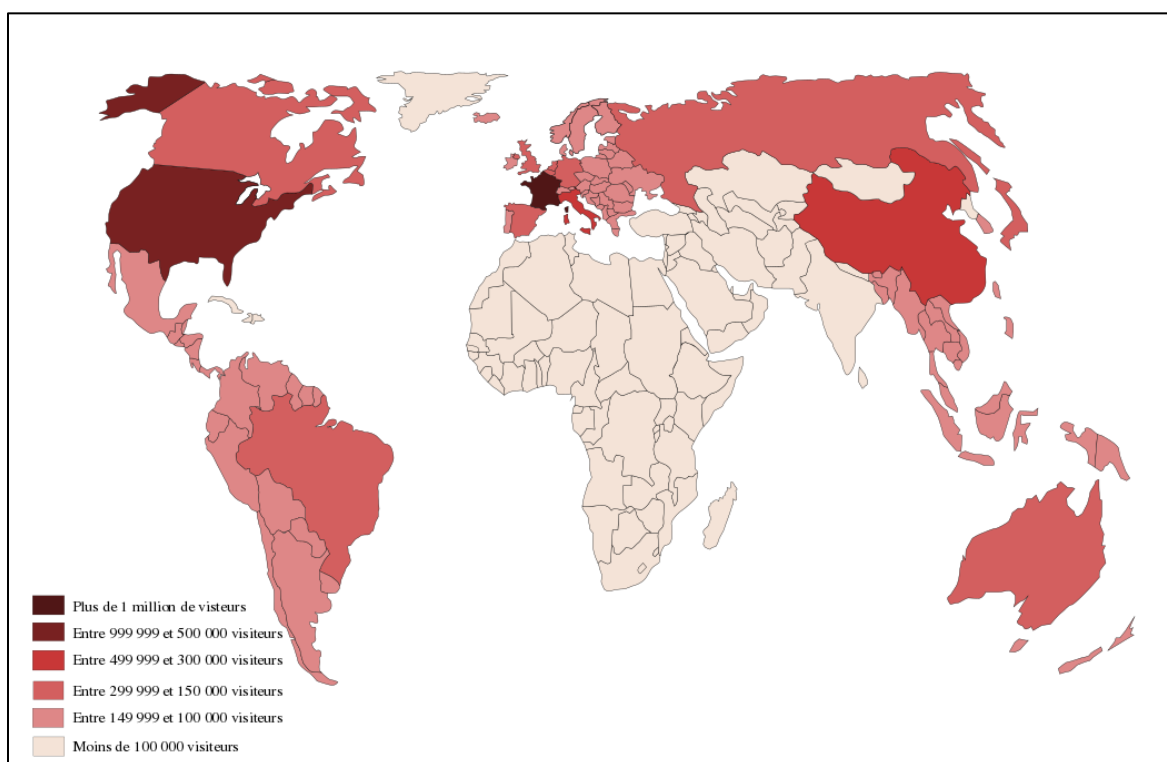 Plus de 1 million de visteurs
Entre 999 999 et 500 000 visiteurs
Entre 499 999 et 300 000 visiteurs
Entre 299 999 et 150 000 visiteurs
Entre 149 999 et 100 000 visiteurs
Moins de 100 000 visiteurs